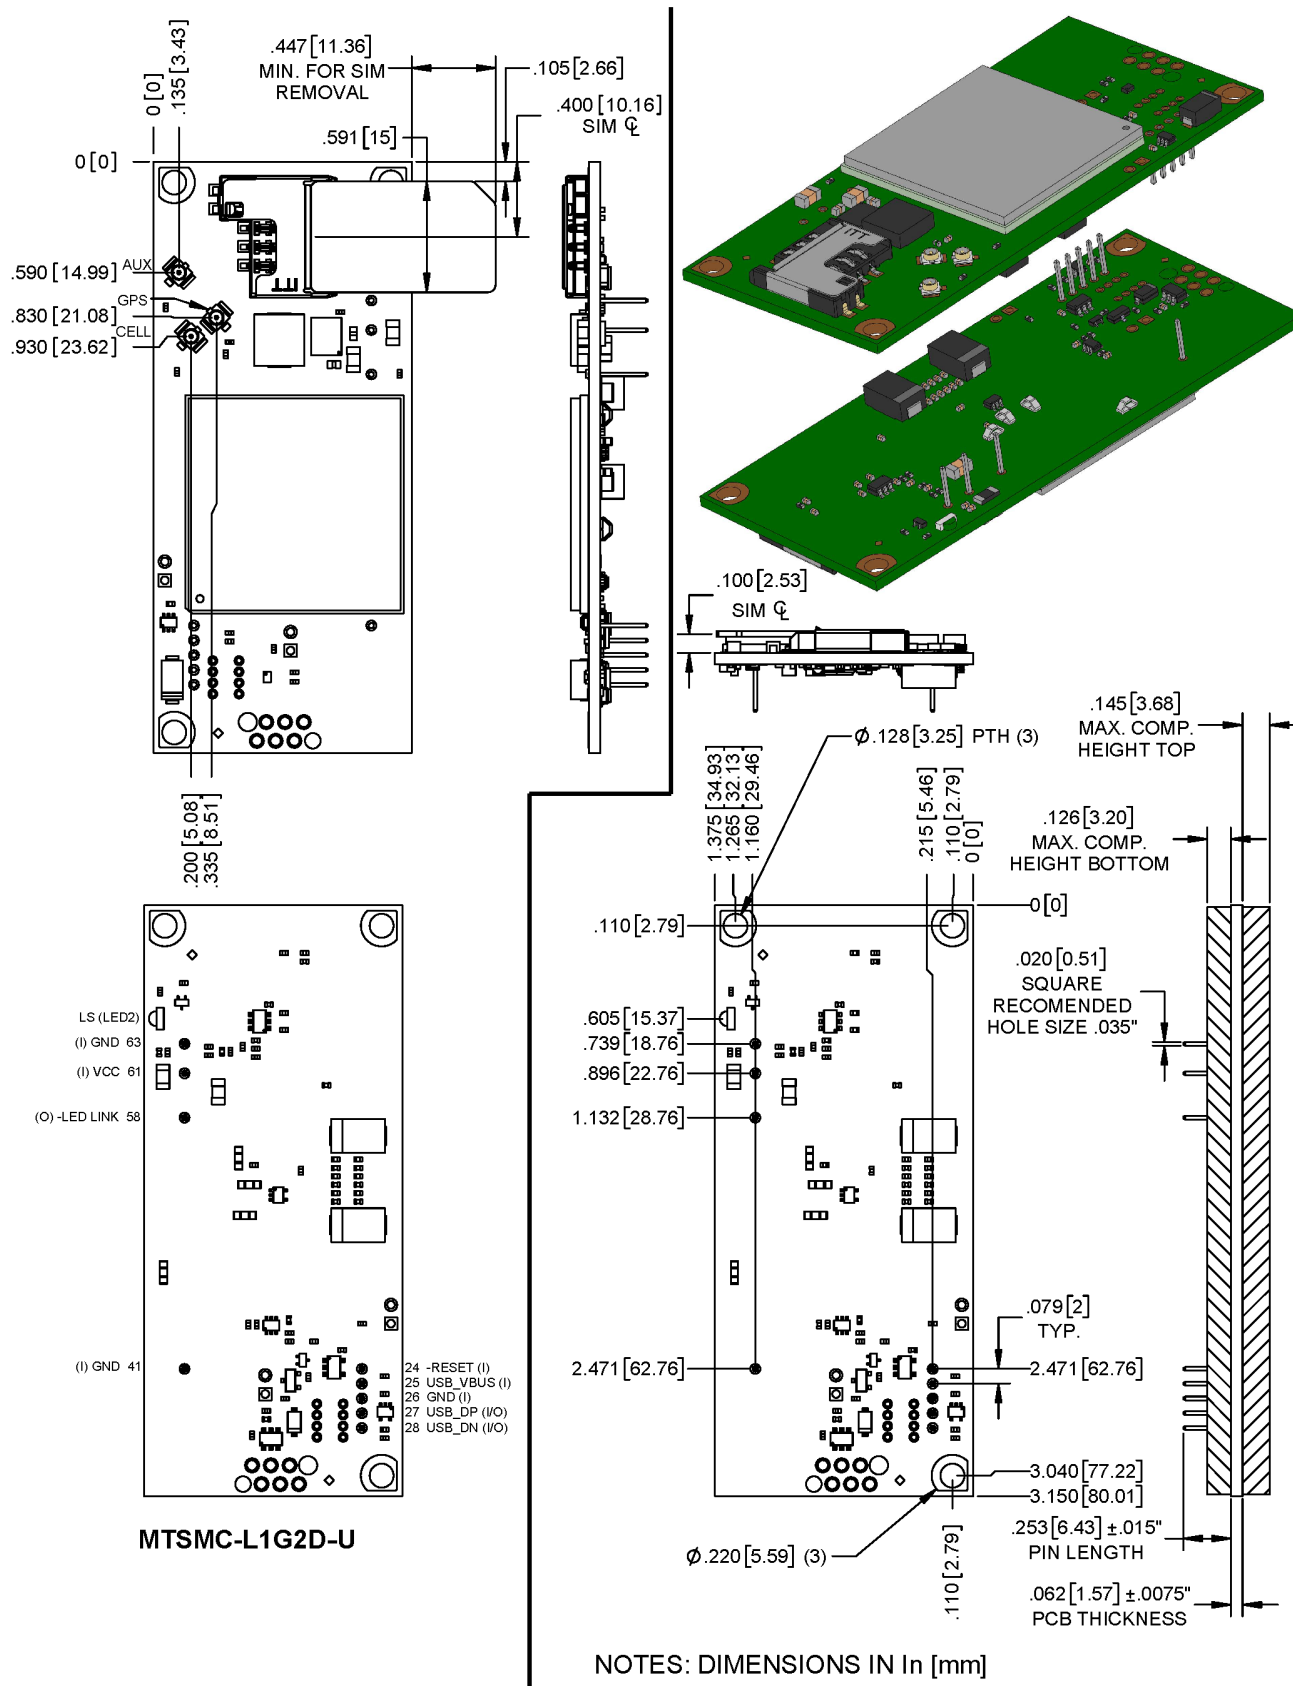 .447[11.36]
MIN. FOR SIM
REMOVAL
.105[2.66]
.400[10.16]
SIM ℄
.591[15]
0[0]
.135[3.43]
0[0]
.590[14.99]
AUX
GPS
.830[21.08]
CELL
.930[23.62]
.200[5.08]
.335[8.51]
.100[2.53]
SIM ℄
Ø.128[3.25] PTH (3)
.145[3.68]
MAX. COMP.
HEIGHT TOP
.126[3.20]
MAX. COMP.
HEIGHT BOTTOM
1.375[34.93]
1.265[32.13]
1.160[29.46]
.215[5.46]
.110[2.79]
0[0]
0[0]
.110[2.79]
.020[0.51]
SQUARE
RECOMENDED
HOLE SIZE .035"
LS (LED2)
(I) GND 63
(I) VCC 61
(O) -LED LINK 58
(I) GND 41
24 -RESET (I)
25 USB_VBUS (I)
26 GND (I)
27 USB_DP (I/O)
28 USB_DN (I/O)
.605[15.37]
.739[18.76]
.896[22.76]
1.132[28.76]
2.471[62.76]
.079[2]
TYP.
2.471[62.76]
3.040[77.22]
3.150[80.01]
.253[6.43]±.015"
PIN LENGTH
Ø.220[5.59] (3)
.110[2.79]
.062[1.57]±.0075"
PCB THICKNESS
MTSMC-L1G2D-U
NOTES: DIMENSIONS IN In [mm]